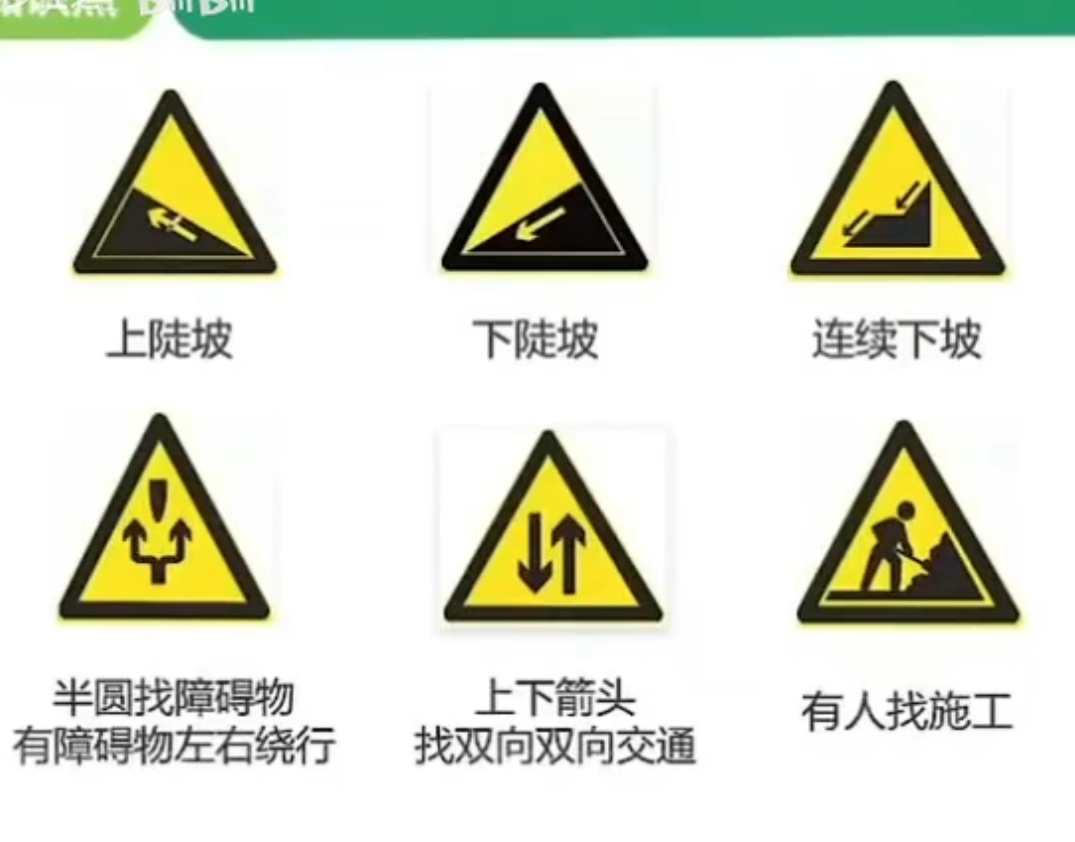 上陡坡
下陡坡
连续下坡
半圆找障碍物
有障碍物左右绕行
上下箭头
找双向双向交通
有人找施工